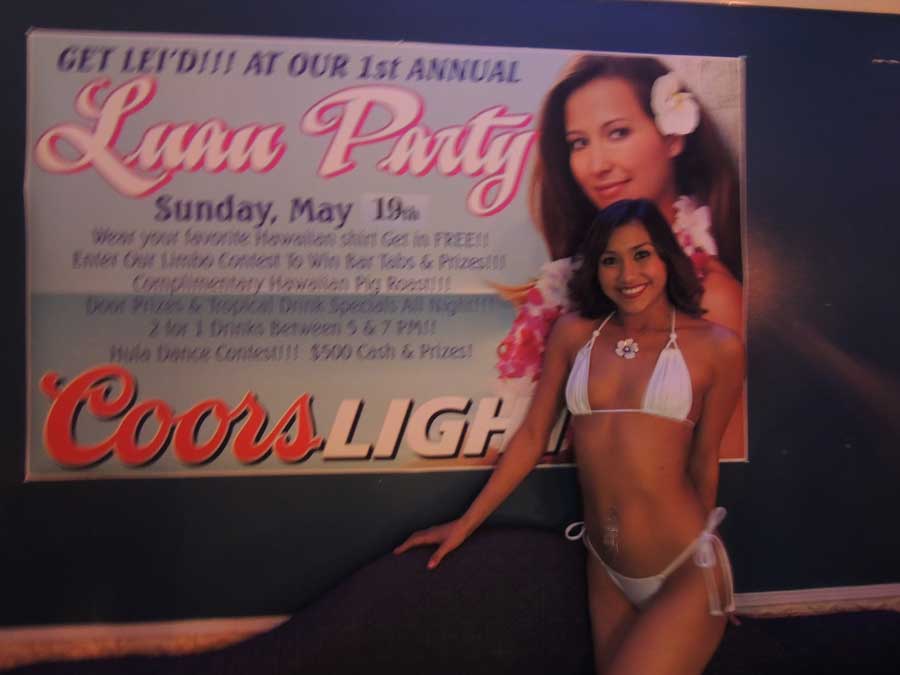 GET LEI'D!!! AT OUR 1st ANNUAL
Luau Party
Sunday, May 19th
Wear your favorite Hawaiian shirt Get in FREE!!
Enter Our Limbo Contest To Win Bar Tabs & Prizes!!!
Complimentary Hawaiian Pig Roast!!!
Door Prizes & Tropical Drink Specials All Night!!!
2 for 1 Drinks Between 5 & 7 PM!!
Hula Dance Contest!!! $500 Cash & Prizes!
Coors LIGH